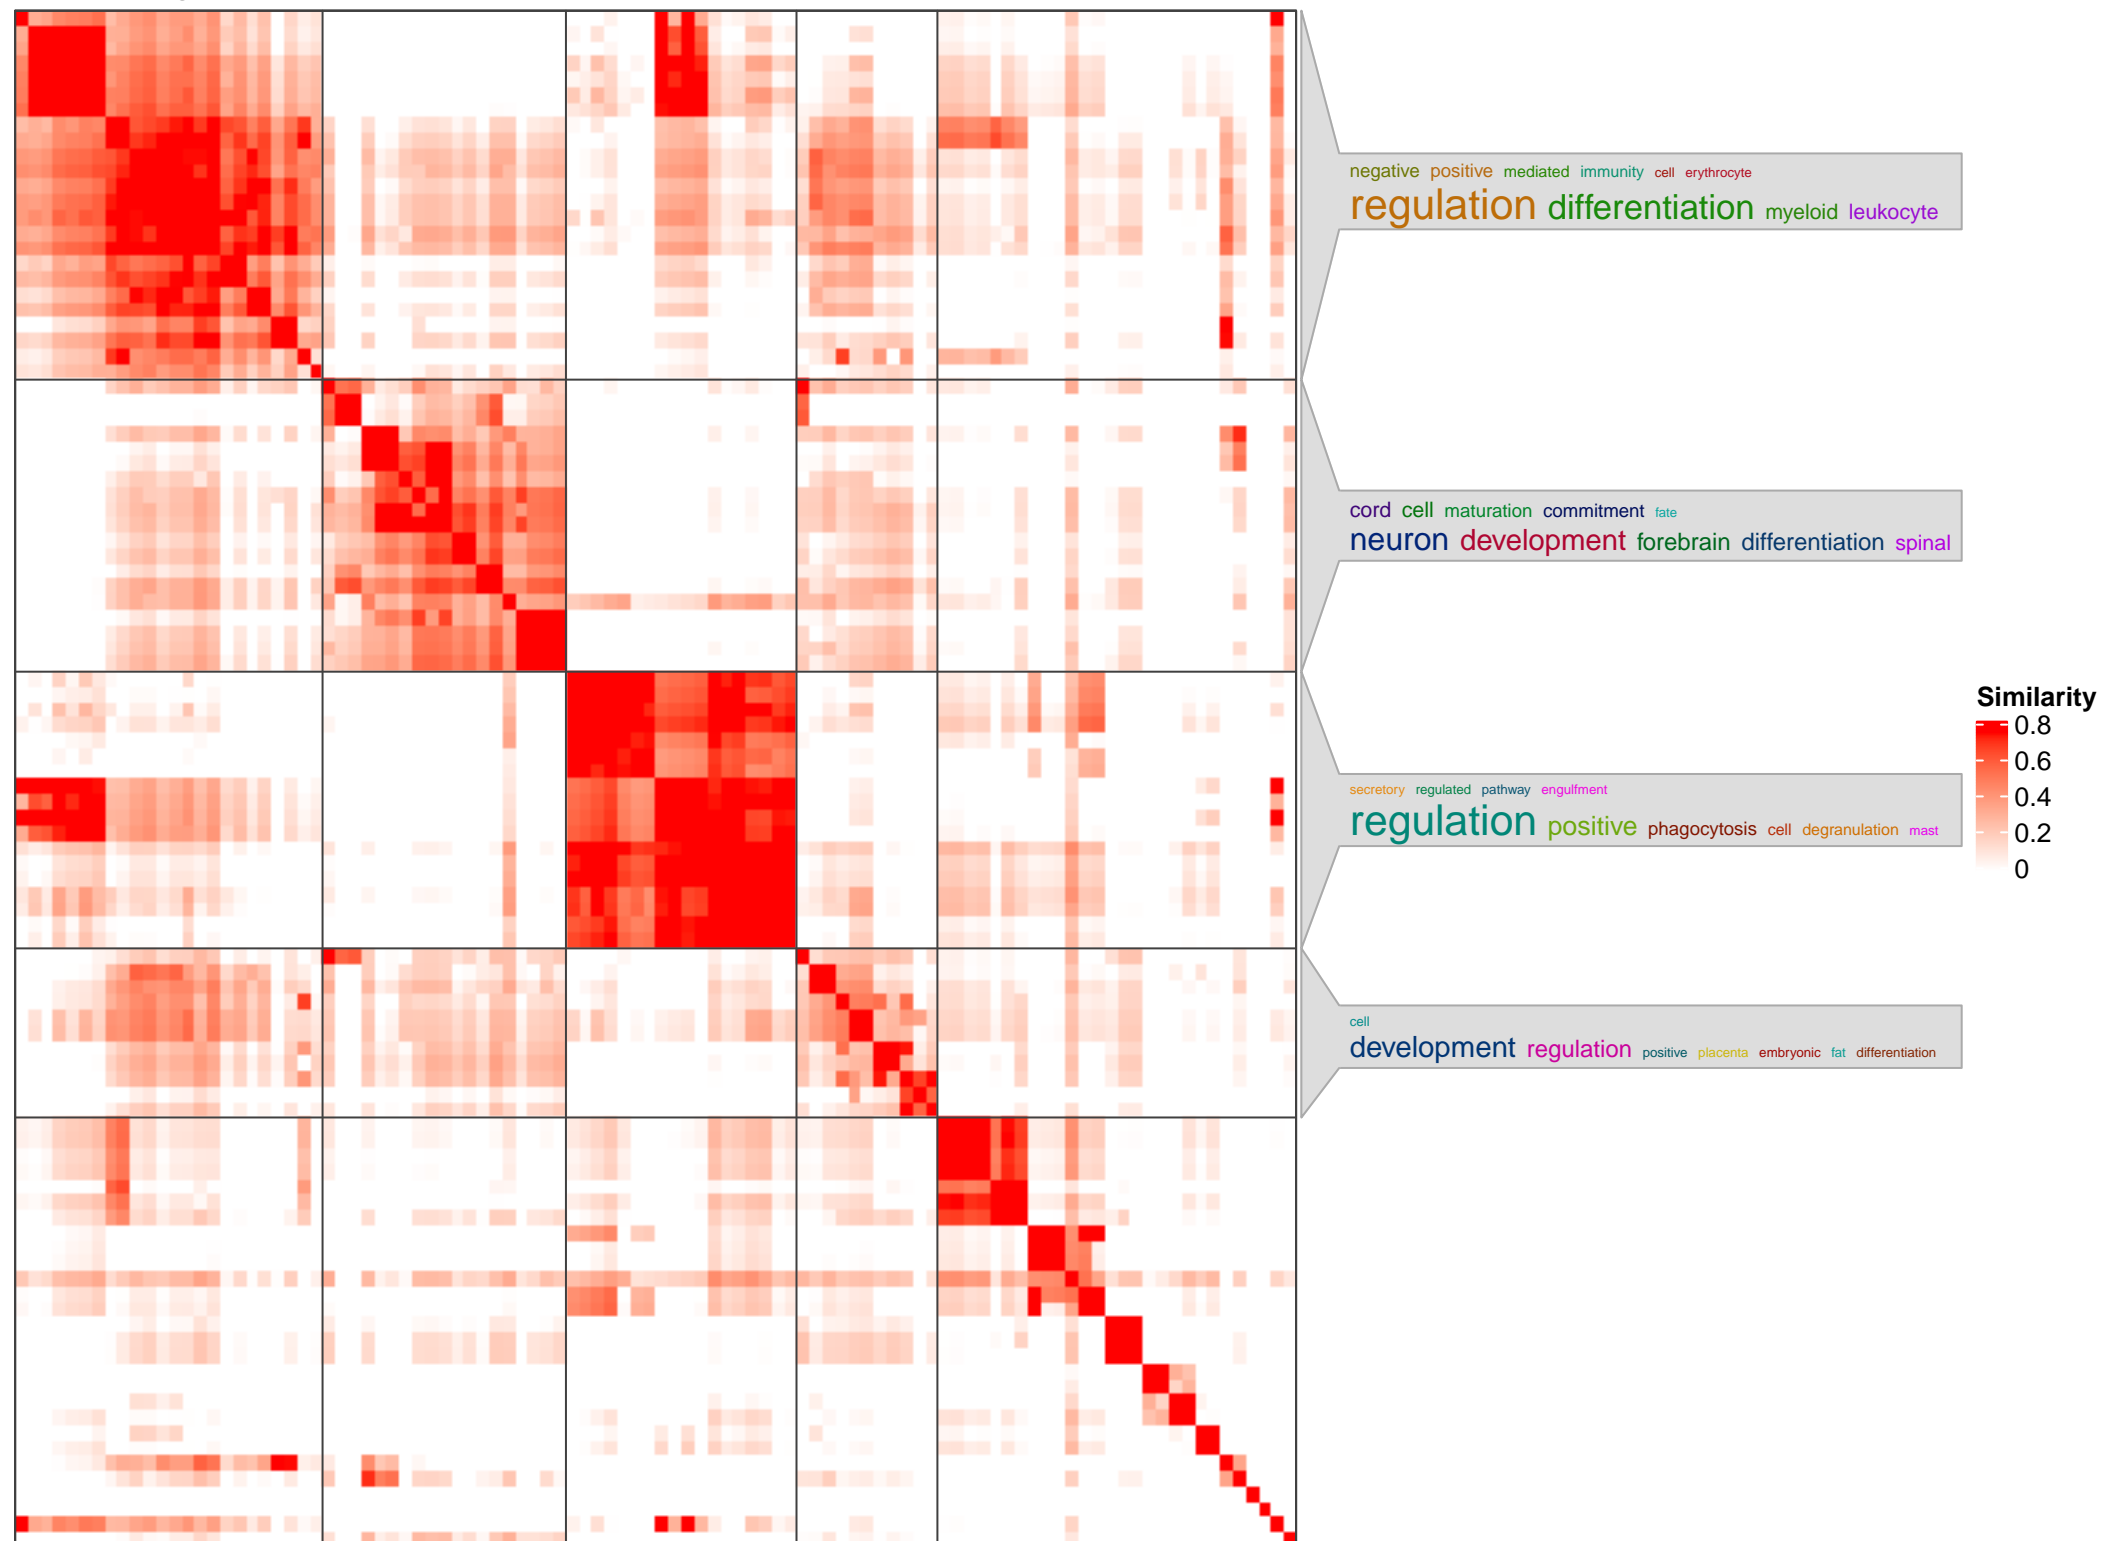 negative positive mediated immunity cell erythrocyte
regulation differentiation myeloid leukocyte
cord cell maturation commitment fate
neuron development forebrain differentiation spinal
Similarity
0.8
0.6
0.4
0.2
0
secretory regulated pathway engulfment
regulation positive phagocytosis cell degranulation mast
cell
development regulation positive placenta embryonic fat differentiation